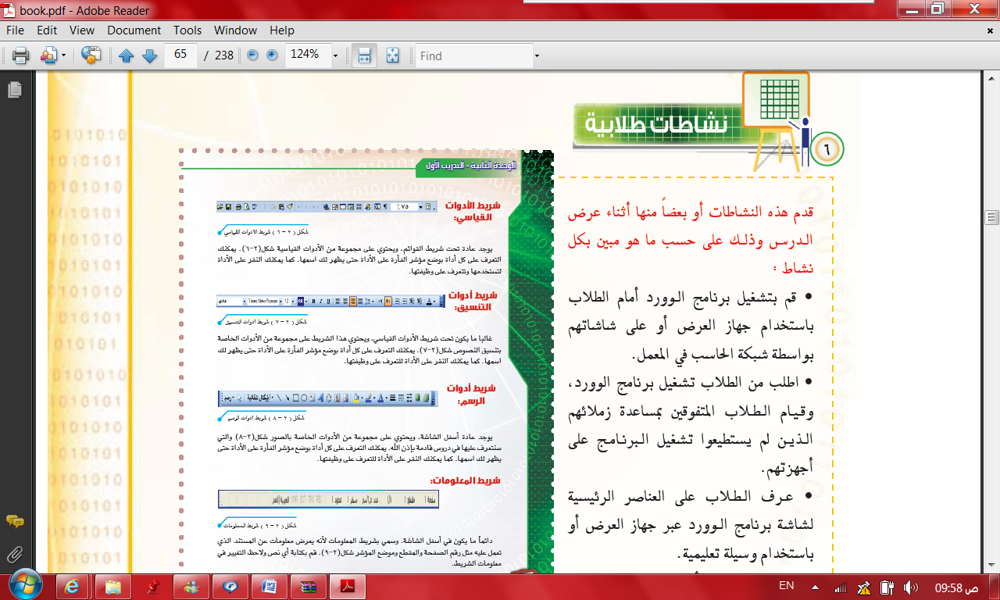 book.pdf - Adobe Reader
File Edit View Document Tools Window Help
65 / 238 124% Find
نشاطات طلابية
٦
قدم هذه النشاطات أو بعضاً منها أثناء عرض
الدرس وذلك على حسب ما هو مبين بكل
نشاط :
• قم بتشغيل برنامج الوورد أمام الطلاب
باستخدام جهاز العرض أو على شاشاتهم
بواسطة شبكة الحاسب في المعمل.
• اطلب من الطلاب تشغيل برنامج الوورد،
وقيام الطلاب المتفوقين بمساعدة زملائهم
الذين لم يستطيعوا تشغيل البرنامج على
أجهزتهم.
• عرف الطلاب على العناصر الرئيسية
لشاشة برنامج الوورد عبر جهاز العرض أو
باستخدام وسيلة تعليمية.
الوحدة الثانية - التدريب الأول
شريط الأدوات
القياسي:
٧٥%
شكل (٢-٦) شريط الادوات القياسي
يوجد عادة تحت شريط القوائم، ويحتوي على مجموعة من الأدوات القياسية شكل(٢-٦). يمكنك
التعرف على كل أداة بوضع مؤشر الفأرة على الأداة حتى يظهر لك اسمها. كما يمكنك النقر على الأداة
لتستخدمها وتتعرف على وظيفتها.
شريط أدوات
التنسيق:
عادي Times New Roman 12
شكل (٢-٧) شريط أدوات التنسيق
غالبا ما يكون تحت شريط الأدوات القياسي، ويحتوي هذا الشريط على مجموعة من الأدوات الخاصة
بتنسيق النصوص شكل(٢-٧). يمكنك التعرف على كل أداة بوضع مؤشر الفأرة على الأداة حتى يظهر لك
اسمها. كما يمكنك النقر على الأداة للتعرف على وظيفتها.
شريط أدوات
الرسم:
شكل (٢-٨) شريط ادوات الرسم
يوجد عادة أسفل الشاشة، ويحتوي على مجموعة من الأدوات الخاصة بالصور شكل(٢-٨) والتي
ستتعرف عليها في دروس قادمة بإذن الله. يمكنك التعرف على كل أداة بوضع مؤشر الفأرة على الأداة حتى
يظهر لك اسمها. كما يمكنك النقر على الأداة للتعرف على وظيفتها.
شريط المعلومات:
شكل (٢-٩) شريط المعلومات
دائماً ما يكون في أسفل الشاشة. وسمي بشريط المعلومات لأنه يعرض معلومات عن المستند الذي
تعمل عليه مثل رقم الصفحة والمقطع وموضع المؤشر شكل(٢-٩). قم بكتابة أي نص ولاحظ التغيير في
معلومات الشريط.
EN
09:58 ص